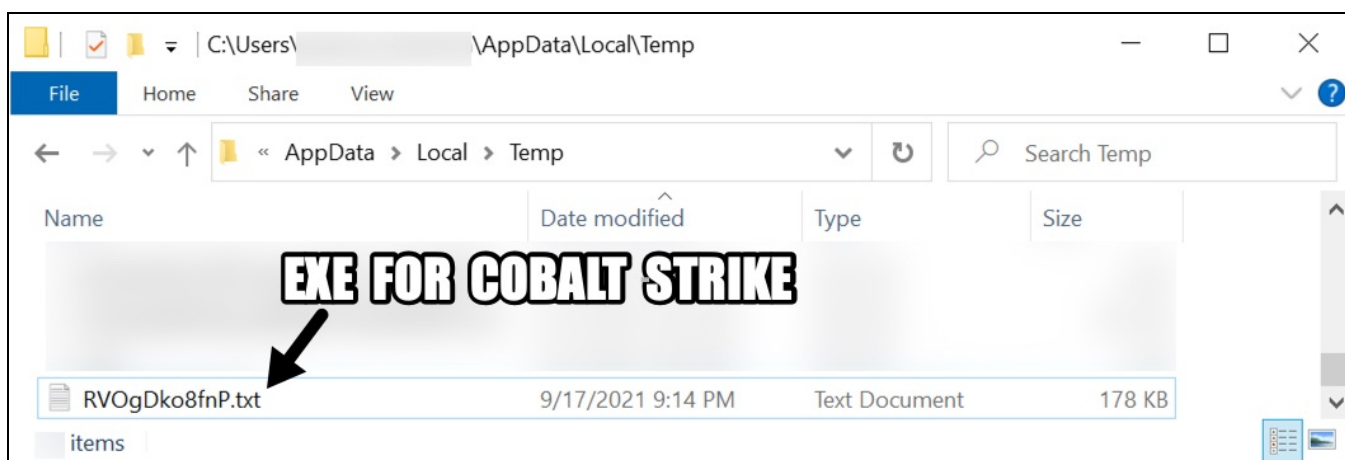 C:\Users\ \AppData\Local\Temp
File Home Share View
« AppData > Local > Temp Search Temp
Name Date modified Type Size
EXE FOR COBALT STRIKE
RVOgDko8fnP.txt 9/17/2021 9:14 PM Text Document 178 KB
items